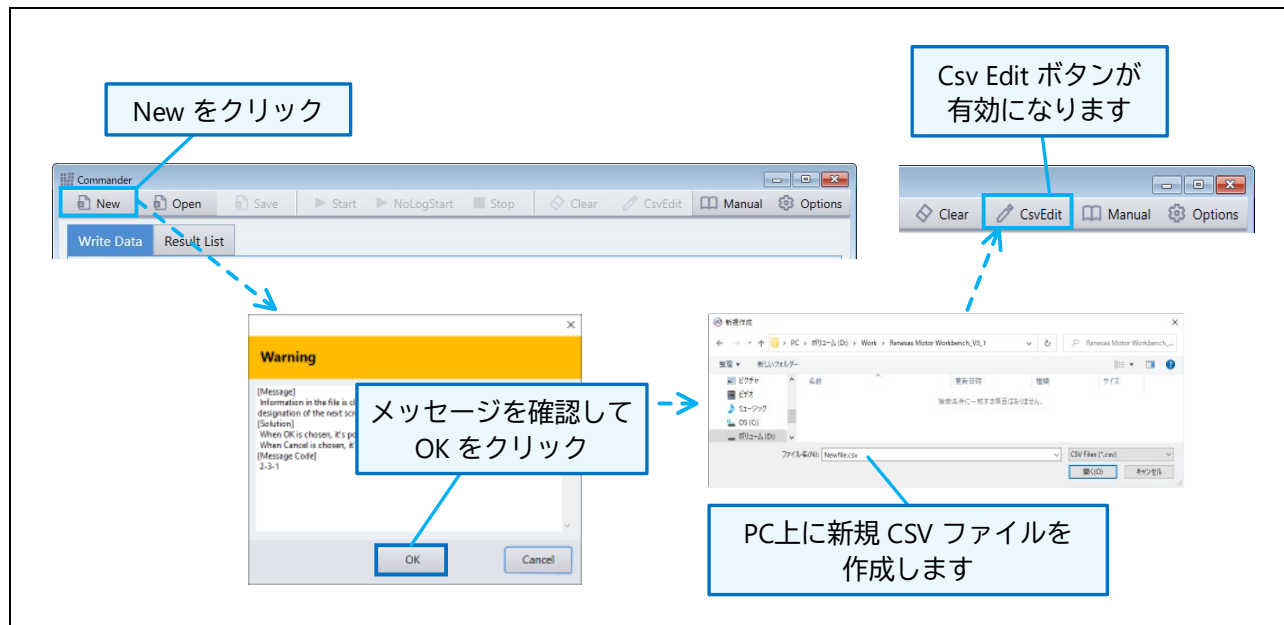 New をクリック
Csv Edit ボタンが
有効になります
Commander
New Open Save Start NoLogStart Stop Clear CsvEdit Manual Options
Write Data Result List
Clear CsvEdit Manual Options
Warning
[Message]
Information in the file is
designation of the next
[Solution]
When OK is chosen, it's
When Cancel is chosen,
[Message Code]
2-3-1
OK Cancel
メッセージを確認して
OK をクリック
新規作成
PC > ボリューム (D:) > Work > Renesas Motor Workbench_V3_1
Renesas Motor Workbench_...
整理 新しいフォルダー
ピクチャ 名前 更新日時 種類 サイズ
ビデオ 検索条件に一致する項目はありません。
ミュージック
OS (C:)
ボリューム (D:)
ファイル名(N): Newfile.csv CSV Files (*.csv)
開く(O) キャンセル
PC上に新規 CSV ファイルを
作成します